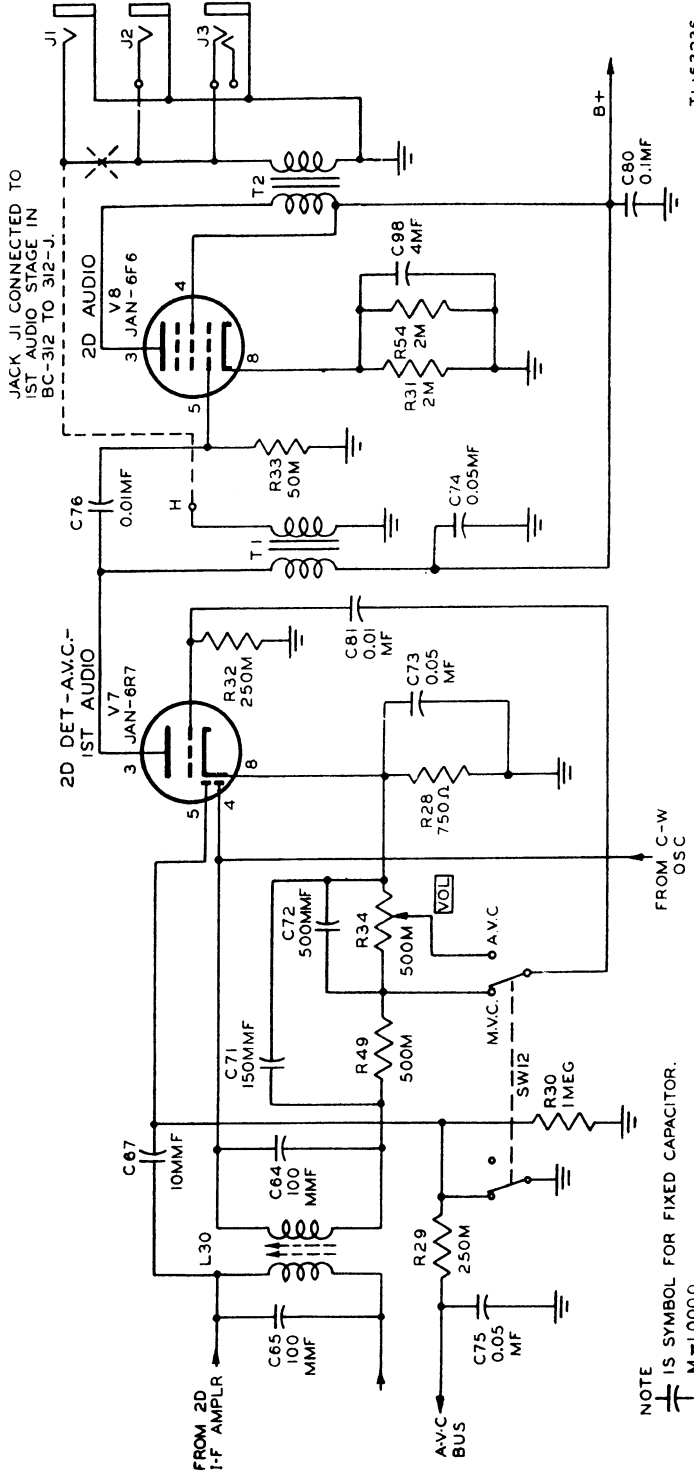 JACK J1 CONNECTED TO
1ST AUDIO STAGE IN
BC-312 TO 312-J.
J1
J2
J3
2D DET-A.V.C.-
1ST AUDIO
V7
JAN-6R7
3
5
4
8
C76
0.01MF
2D AUDIO
V8
JAN-6F6
3
4
5
8
T2
H
T1
R33
50M
C74
0.05MF
R31
2M
R54
2M
C98
4MF
B+
C80
0.1MF
C67
10MMF
R32
250M
C81
0.01
MF
C73
0.05
MF
R28
750Ω
FROM 2D
I-F AMPLR
C65
100
MMF
L30
C64
100
MMF
C71
150MMF
C72
500MMF
R49
500M
R34
500M
VOL
M.V.C.
A.V.C
SW12
FROM C-W
OSC
A.V.C
BUS
C75
0.05
MF
R29
250M
R30
1MEG
NOTE
IS SYMBOL FOR FIXED CAPACITOR.